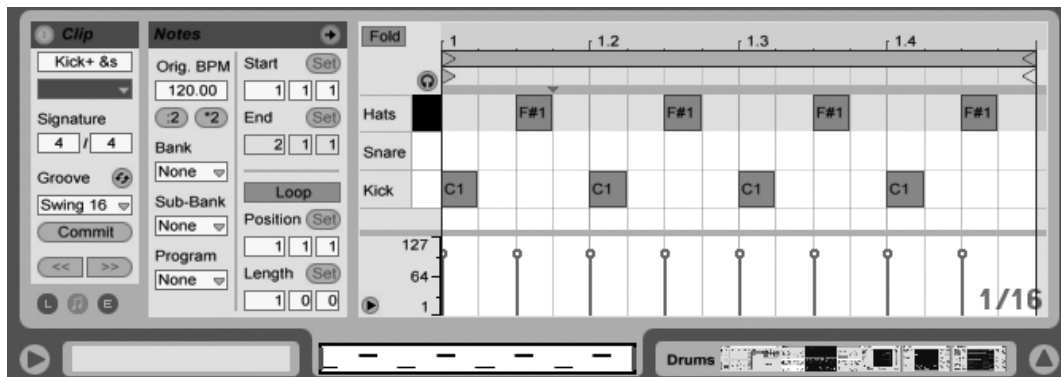 Clip
Kick+ &s
Signature
4 / 4
Groove
Swing 16
Commit
<< >>
L E
Notes
Orig. BPM
120.00
:2 *2
Bank
None
Sub-Bank
None
Program
None
Start Set
1 1 1
End Set
2 1 1
Loop
Position Set
1 1 1
Length Set
1 0 0
Fold
1 1.2 1.3 1.4
Hats F#1 F#1 F#1 F#1
Snare
Kick C1 C1 C1 C1
127
64
1
1/16
Drums